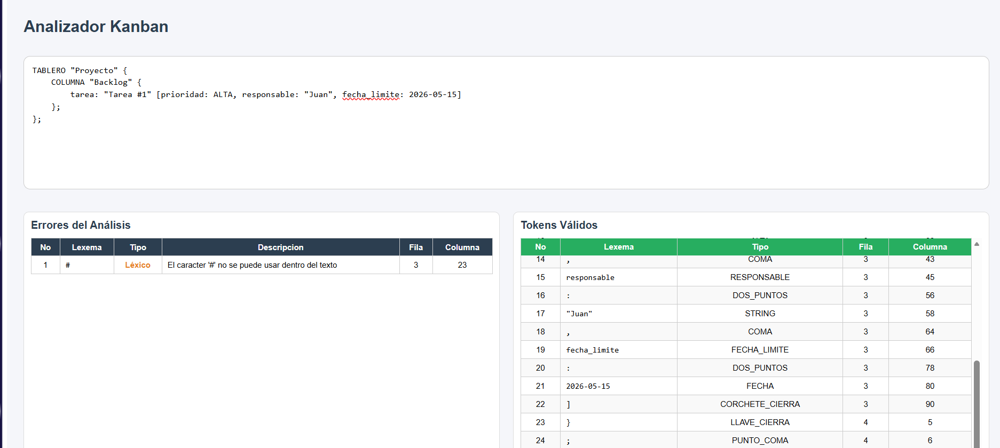 Analizador Kanban
TABLERO "Proyecto" {
COLUMNA "Backlog" {
tarea: "Tarea #1" [prioridad: ALTA, responsable: "Juan", fecha_limite: 2026-05-15]
};
};
Errores del Análisis
No Lexema Tipo Descripcion Fila Columna
1 # Léxico El caracter '#' no se puede usar dentro del texto 3 23
Tokens Válidos
No Lexema Tipo Fila Columna
14 , COMA 3 43
15 responsable RESPONSABLE 3 45
16 : DOS_PUNTOS 3 56
17 "Juan" STRING 3 58
18 , COMA 3 64
19 fecha_limite FECHA_LIMITE 3 66
20 : DOS_PUNTOS 3 78
21 2026-05-15 FECHA 3 80
22 ] CORCHETE_CIERRA 3 90
23 } LLAVE_CIERRA 4 5
24 ; PUNTO_COMA 4 6